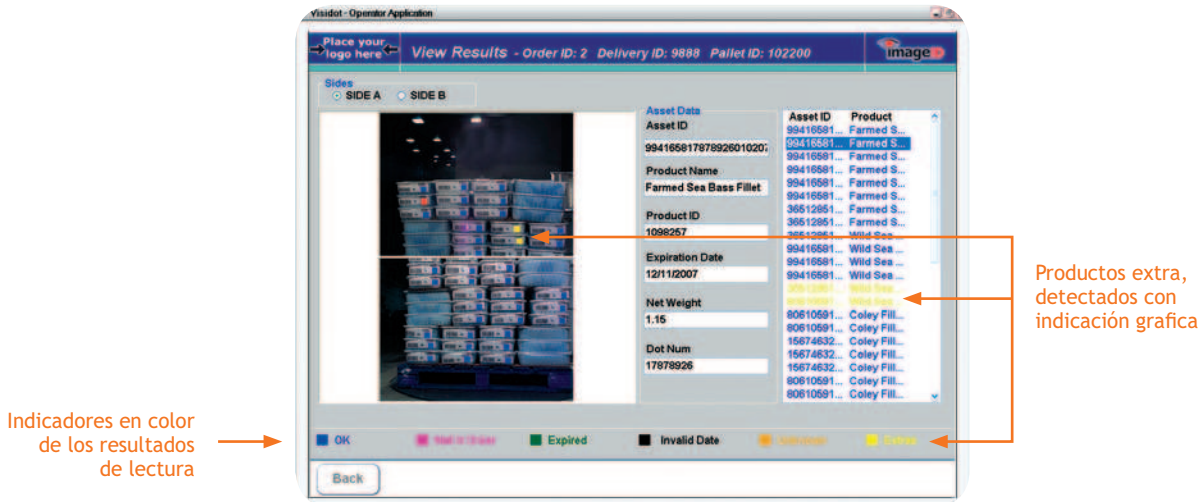 Visidot - Operator Application
Place your
logo here
View Results - Order ID: 2 Delivery ID: 9888 Pallet ID: 102200
image
Sides
SIDE A
SIDE B
Asset Data
Asset ID
99416581787892601020
Product Name
Farmed Sea Bass Fillet
Product ID
1098257
Expiration Date
12/11/2007
Net Weight
1.15
Dot Num
17878926
Asset ID Product
99416581... Farmed S...
99416581... Farmed S...
99416581... Farmed S...
99416581... Farmed S...
99416581... Farmed S...
99416581... Farmed S...
36512851... Farmed S...
36512851... Farmed S...
36512851... Wild Sea ...
99416581... Wild Sea ...
99416581... Wild Sea ...
99416581... Wild Sea ...
Wild Sea ...
Wild Sea ...
80610591... Coley Fill...
80610591... Coley Fill...
15674632... Coley Fill...
15674632... Coley Fill...
15674632... Coley Fill...
80610591... Coley Fill...
80610591... Coley Fill...
Productos extra,
detectados con
indicación grafica
Indicadores en color
de los resultados
de lectura
OK
Expired
Invalid Date
Extras
Back